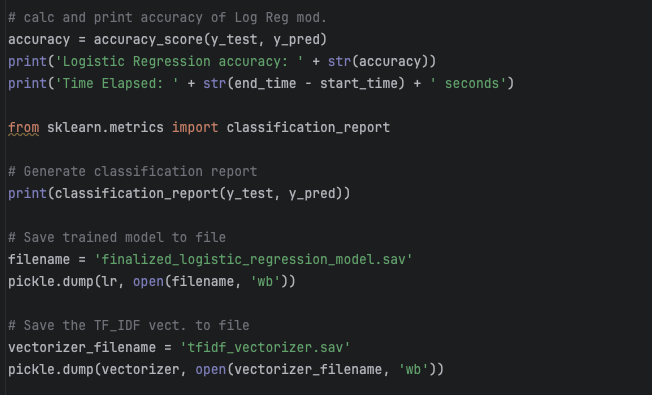 # calc and print accuracy of Log Reg mod.
accuracy = accuracy_score(y_test, y_pred)
print('Logistic Regression accuracy: ' + str(accuracy))
print('Time Elapsed: ' + str(end_time - start_time) + ' seconds')
from sklearn.metrics import classification_report
# Generate classification report
print(classification_report(y_test, y_pred))
# Save trained model to file
filename = 'finalized_logistic_regression_model.sav'
pickle.dump(lr, open(filename, 'wb'))
# Save the TF_IDF vect. to file
vectorizer_filename = 'tfidf_vectorizer.sav'
pickle.dump(vectorizer, open(vectorizer_filename, 'wb'))